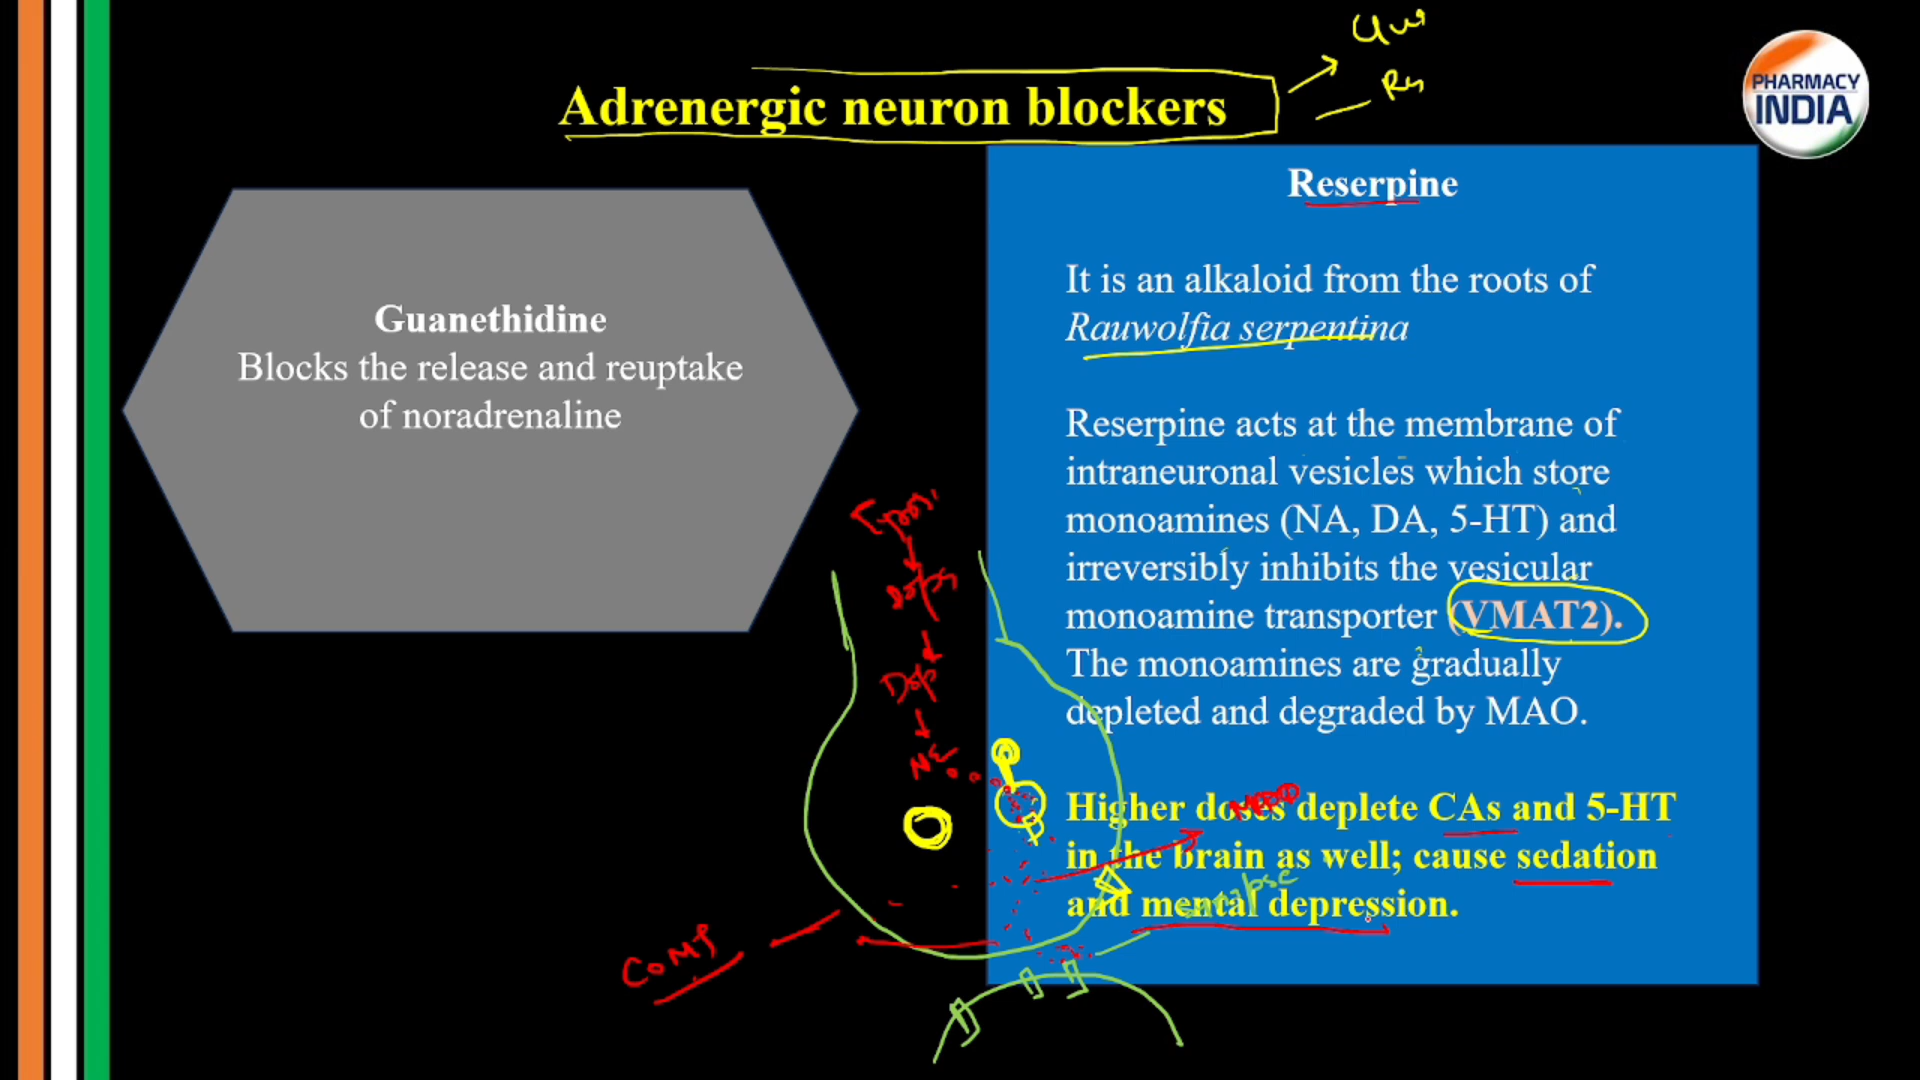 Adrenergic neuron blockers
PHARMACY
INDIA
Guanethidine
Blocks the release and reuptake
of noradrenaline
Reserpine
It is an alkaloid from the roots of
Rauwolfia serpentina
Reserpine acts at the membrane of
intraneuronal vesicles which store
monoamines (NA, DA, 5-HT) and
irreversibly inhibits the vesicular
monoamine transporter (VMAT2).
The monoamines are gradually
depleted and degraded by MAO.
Higher doses deplete CAs and 5-HT
in the brain as well; cause sedation
and mental depression.
NE
synapse
COMT